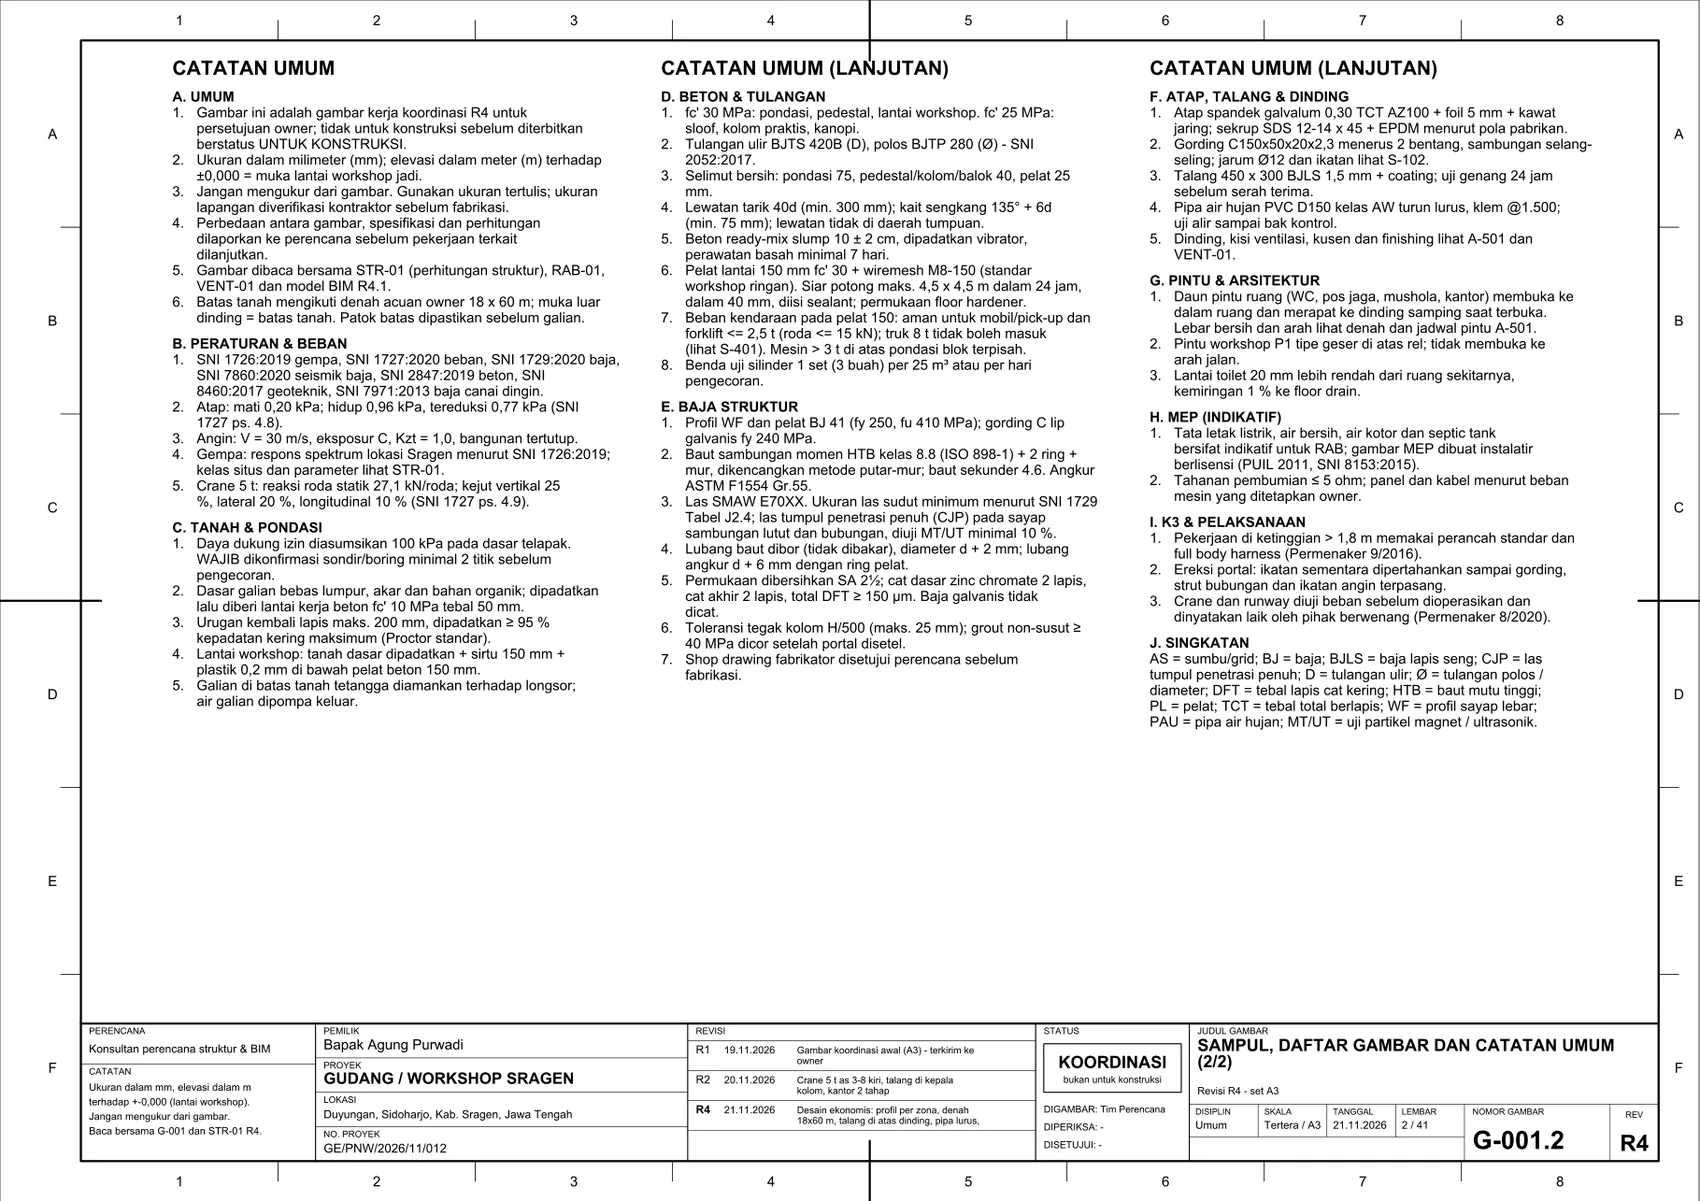 1 2 3 4 5 6 7 8
A
B
C
D
E
F
CATATAN UMUM
A. UMUM
1. Gambar ini adalah gambar kerja koordinasi R4 untuk
persetujuan owner; tidak untuk konstruksi sebelum diterbitkan
berstatus UNTUK KONSTRUKSI.
2. Ukuran dalam milimeter (mm); elevasi dalam meter (m) terhadap
±0,000 = muka lantai workshop jadi.
3. Jangan mengukur dari gambar. Gunakan ukuran tertulis; ukuran
lapangan diverifikasi kontraktor sebelum fabrikasi.
4. Perbedaan antara gambar, spesifikasi dan perhitungan
dilaporkan ke perencana sebelum pekerjaan terkait
dilanjutkan.
5. Gambar dibaca bersama STR-01 (perhitungan struktur), RAB-01,
VENT-01 dan model BIM R4.1.
6. Batas tanah mengikuti denah acuan owner 18 x 60 m; muka luar
dinding = batas tanah. Patok batas dipastikan sebelum galian.
B. PERATURAN & BEBAN
1. SNI 1726:2019 gempa, SNI 1727:2020 beban, SNI 1729:2020 baja,
SNI 7860:2020 seismik baja, SNI 2847:2019 beton, SNI
8460:2017 geoteknik, SNI 7971:2013 baja canai dingin.
2. Atap: mati 0,20 kPa; hidup 0,96 kPa, tereduksi 0,77 kPa (SNI
1727 ps. 4.8).
3. Angin: V = 30 m/s, eksposur C, Kzt = 1,0, bangunan tertutup.
4. Gempa: respons spektrum lokasi Sragen menurut SNI 1726:2019;
kelas situs dan parameter lihat STR-01.
5. Crane 5 t: reaksi roda statik 27,1 kN/roda; kejut vertikal 25
%, lateral 20 %, longitudinal 10 % (SNI 1727 ps. 4.9).
C. TANAH & PONDASI
1. Daya dukung izin diasumsikan 100 kPa pada dasar telapak.
WAJIB dikonfirmasi sondir/boring minimal 2 titik sebelum
pengecoran.
2. Dasar galian bebas lumpur, akar dan bahan organik; dipadatkan
lalu diberi lantai kerja beton fc' 10 MPa tebal 50 mm.
3. Urugan kembali lapis maks. 200 mm, dipadatkan ≥ 95 %
kepadatan kering maksimum (Proctor standar).
4. Lantai workshop: tanah dasar dipadatkan + sirtu 150 mm +
plastik 0,2 mm di bawah pelat beton 150 mm.
5. Galian di batas tanah tetangga diamankan terhadap longsor;
air galian dipompa keluar.
CATATAN UMUM (LANJUTAN)
D. BETON & TULANGAN
1. fc' 30 MPa: pondasi, pedestal, lantai workshop. fc' 25 MPa:
sloof, kolom praktis, kanopi.
2. Tulangan ulir BJTS 420B (D), polos BJTP 280 (Ø) - SNI
2052:2017.
3. Selimut bersih: pondasi 75, pedestal/kolom/balok 40, pelat 25
mm.
4. Lewatan tarik 40d (min. 300 mm); kait sengkang 135° + 6d
(min. 75 mm); lewatan tidak di daerah tumpuan.
5. Beton ready-mix slump 10 ± 2 cm, dipadatkan vibrator,
perawatan basah minimal 7 hari.
6. Pelat lantai 150 mm fc' 30 + wiremesh M8-150 (standar
workshop ringan). Siar potong maks. 4,5 x 4,5 m dalam 24 jam,
dalam 40 mm, diisi sealant; permukaan floor hardener.
7. Beban kendaraan pada pelat 150: aman untuk mobil/pick-up dan
forklift <= 2,5 t (roda <= 15 kN); truk 8 t tidak boleh masuk
(lihat S-401). Mesin > 3 t di atas pondasi blok terpisah.
8. Benda uji silinder 1 set (3 buah) per 25 m³ atau per hari
pengecoran.
E. BAJA STRUKTUR
1. Profil WF dan pelat BJ 41 (fy 250, fu 410 MPa); gording C lip
galvanis fy 240 MPa.
2. Baut sambungan momen HTB kelas 8.8 (ISO 898-1) + 2 ring +
mur, dikencangkan metode putar-mur; baut sekunder 4.6. Angkur
ASTM F1554 Gr.55.
3. Las SMAW E70XX. Ukuran las sudut minimum menurut SNI 1729
Tabel J2.4; las tumpul penetrasi penuh (CJP) pada sayap
sambungan lutut dan bubungan, diuji MT/UT minimal 10 %.
4. Lubang baut dibor (tidak dibakar), diameter d + 2 mm; lubang
angkur d + 6 mm dengan ring pelat.
5. Permukaan dibersihkan SA 2½; cat dasar zinc chromate 2 lapis,
cat akhir 2 lapis, total DFT ≥ 150 µm. Baja galvanis tidak
dicat.
6. Toleransi tegak kolom H/500 (maks. 25 mm); grout non-susut ≥
40 MPa dicor setelah portal disetel.
7. Shop drawing fabrikator disetujui perencana sebelum
fabrikasi.
CATATAN UMUM (LANJUTAN)
F. ATAP, TALANG & DINDING
1. Atap spandek galvalum 0,30 TCT AZ100 + foil 5 mm + kawat
jaring; sekrup SDS 12-14 x 45 + EPDM menurut pola pabrikan.
2. Gording C150x50x20x2,3 menerus 2 bentang, sambungan selang-
seling; jarum Ø12 dan ikatan lihat S-102.
3. Talang 450 x 300 BJLS 1,5 mm + coating; uji genang 24 jam
sebelum serah terima.
4. Pipa air hujan PVC D150 kelas AW turun lurus, klem @1.500;
uji alir sampai bak kontrol.
5. Dinding, kisi ventilasi, kusen dan finishing lihat A-501 dan
VENT-01.
G. PINTU & ARSITEKTUR
1. Daun pintu ruang (WC, pos jaga, mushola, kantor) membuka ke
dalam ruang dan merapat ke dinding samping saat terbuka.
Lebar bersih dan arah lihat denah dan jadwal pintu A-501.
2. Pintu workshop P1 tipe geser di atas rel; tidak membuka ke
arah jalan.
3. Lantai toilet 20 mm lebih rendah dari ruang sekitarnya,
kemiringan 1 % ke floor drain.
H. MEP (INDIKATIF)
1. Tata letak listrik, air bersih, air kotor dan septic tank
bersifat indikatif untuk RAB; gambar MEP dibuat instalatir
berlisensi (PUIL 2011, SNI 8153:2015).
2. Tahanan pembumian ≤ 5 ohm; panel dan kabel menurut beban
mesin yang ditetapkan owner.
I. K3 & PELAKSANAAN
1. Pekerjaan di ketinggian > 1,8 m memakai perancah standar dan
full body harness (Permenaker 9/2016).
2. Ereksi portal: ikatan sementara dipertahankan sampai gording,
strut bubungan dan ikatan angin terpasang.
3. Crane dan runway diuji beban sebelum dioperasikan dan
dinyatakan laik oleh pihak berwenang (Permenaker 8/2020).
J. SINGKATAN
AS = sumbu/grid; BJ = baja; BJLS = baja lapis seng; CJP = las
tumpul penetrasi penuh; D = tulangan ulir; Ø = tulangan polos /
diameter; DFT = tebal lapis cat kering; HTB = baut mutu tinggi;
PL = pelat; TCT = tebal total berlapis; WF = profil sayap lebar;
PAU = pipa air hujan; MT/UT = uji partikel magnet / ultrasonik.
A
B
C
D
E
F
PERENCANA
Konsultan perencana struktur & BIM
CATATAN
Ukuran dalam mm, elevasi dalam m
terhadap +-0,000 (lantai workshop).
Jangan mengukur dari gambar.
Baca bersama G-001 dan STR-01 R4.
PEMILIK
Bapak Agung Purwadi
PROYEK
GUDANG / WORKSHOP SRAGEN
LOKASI
Duyungan, Sidoharjo, Kab. Sragen, Jawa Tengah
NO. PROYEK
GE/PNW/2026/11/012
REVISI
R1 19.11.2026 Gambar koordinasi awal (A3) - terkirim ke
owner
R2 20.11.2026 Crane 5 t as 3-8 kiri, talang di kepala
kolom, kantor 2 tahap
R4 21.11.2026 Desain ekonomis: profil per zona, denah
18x60 m, talang di atas dinding, pipa lurus,
STATUS
KOORDINASI
bukan untuk konstruksi
DIGAMBAR: Tim Perencana
DIPERIKSA: -
DISETUJUI: -
JUDUL GAMBAR
SAMPUL, DAFTAR GAMBAR DAN CATATAN UMUM
(2/2)
Revisi R4 - set A3
DISIPLIN
Umum
SKALA
Tertera / A3
TANGGAL
21.11.2026
LEMBAR
2 / 41
NOMOR GAMBAR
G-001.2
REV
R4
1 2 3 4 5 6 7 8